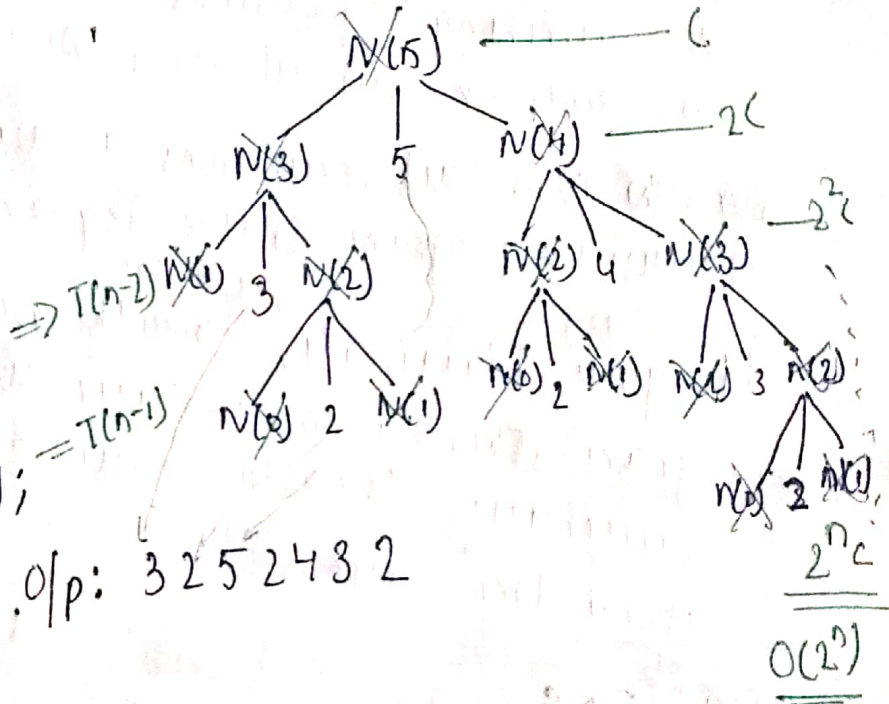 N(5) C
N(3) 5 N(4) 2C
⇒ T(n-2) N(1) 3 N(2) N(2) 4 N(3) 2²C
= T(n-1) N(0) 2 N(1) n(0) 2 N(1) N(1) 3 N(2)
; n(0) 2 n(1)
O/p: 3 2 5 2 4 3 2
2ⁿC
O(2ⁿ)